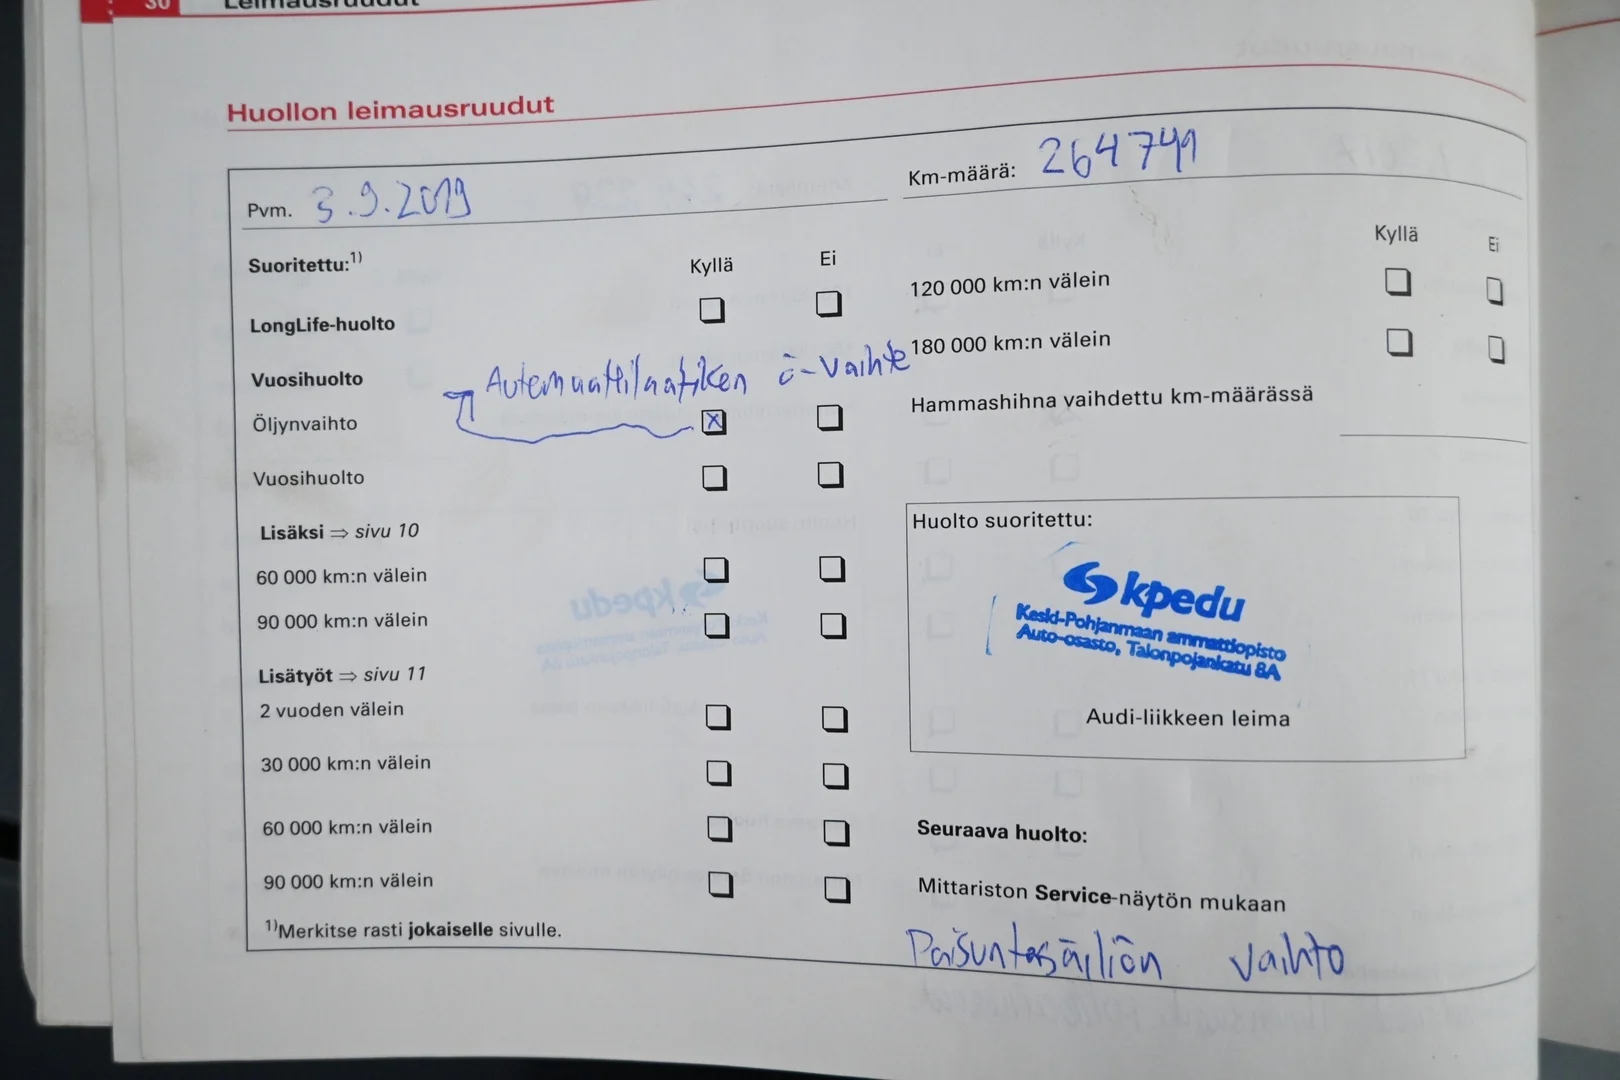 30 Leimausruudut
Huollon leimausruudut
Pvm. 3.9.2019
Km-määrä: 264749
Suoritettu:1) Kyllä Ei
LongLife-huolto
Vuosihuolto
Automaattilaatikon ö-vaihto
Öljynvaihto X
Vuosihuolto
Lisäksi ⇒ sivu 10
60 000 km:n välein
90 000 km:n välein
Lisätyöt ⇒ sivu 11
2 vuoden välein
30 000 km:n välein
60 000 km:n välein
90 000 km:n välein
1)Merkitse rasti jokaiselle sivulle.
Kyllä Ei
120 000 km:n välein
180 000 km:n välein
Hammashihna vaihdettu km-määrässä
Huolto suoritettu:
kpedu
Keski-Pohjanmaan ammattiopisto
Auto-osasto, Talonpojankatu 8A
Audi-liikkeen leima
Seuraava huolto:
Mittariston Service-näytön mukaan
Paisuntasäiliön vaihto